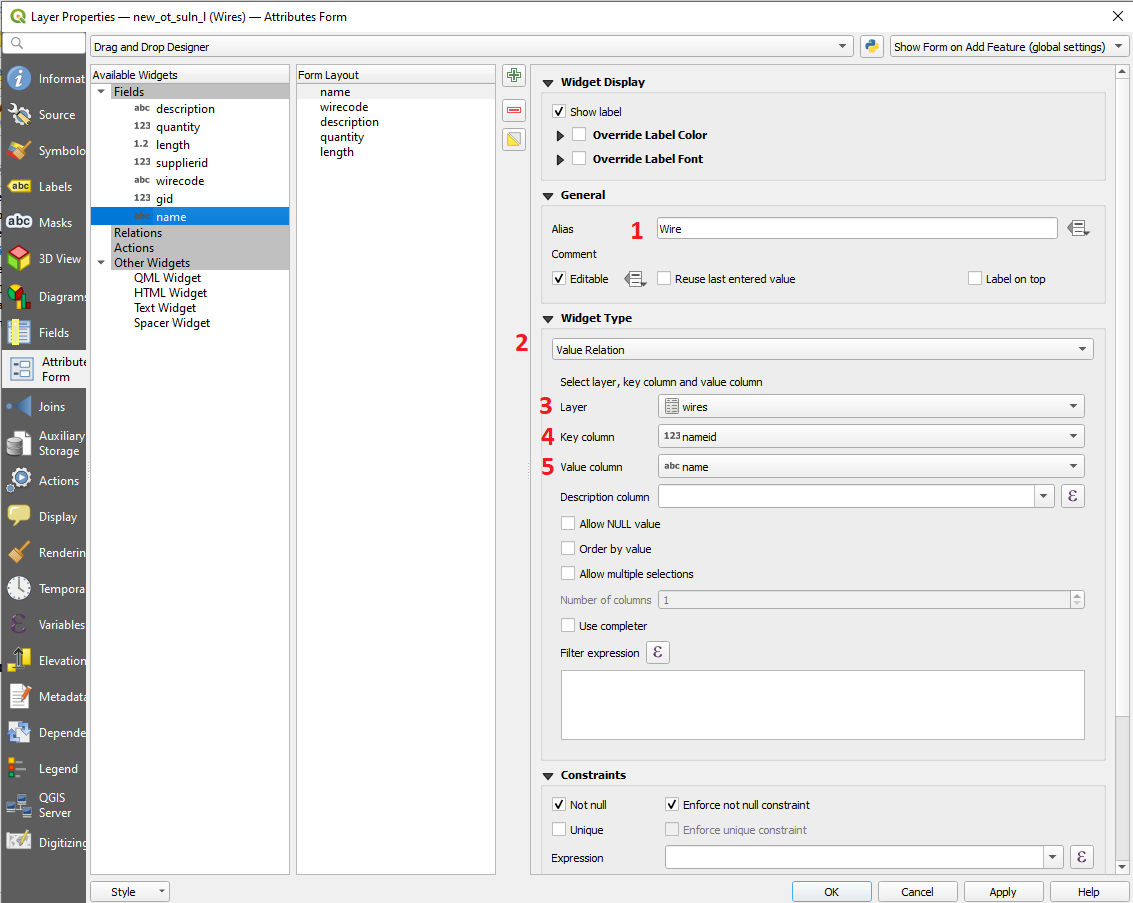 Layer Properties — new_ot_suln_l (Wires) — Attributes Form
Drag and Drop Designer
Show Form on Add Feature (global settings)
Informat
Source
Symbolo
Labels
Masks
3D View
Diagrams
Fields
Attribute
Form
Joins
Auxiliary
Storage
Actions
Display
Renderin
Tempora
Variables
Elevation
Metadata
Depende
Legend
QGIS
Server
Digitizing
Available Widgets
Fields
abc description
123 quantity
1.2 length
123 supplierid
abc wirecode
123 gid
abc name
Relations
Actions
Other Widgets
QML Widget
HTML Widget
Text Widget
Spacer Widget
Form Layout
name
wirecode
description
quantity
length
Widget Display
Show label
Override Label Color
Override Label Font
General
Alias 1 Wire
Comment
Editable Reuse last entered value Label on top
Widget Type
2 Value Relation
Select layer, key column and value column
3 Layer wires
4 Key column 123 nameid
5 Value column abc name
Description column ε
Allow NULL value
Order by value
Allow multiple selections
Number of columns 1
Use completer
Filter expression ε
Constraints
Not null Enforce not null constraint
Unique Enforce unique constraint
Expression ε
Style OK Cancel Apply Help